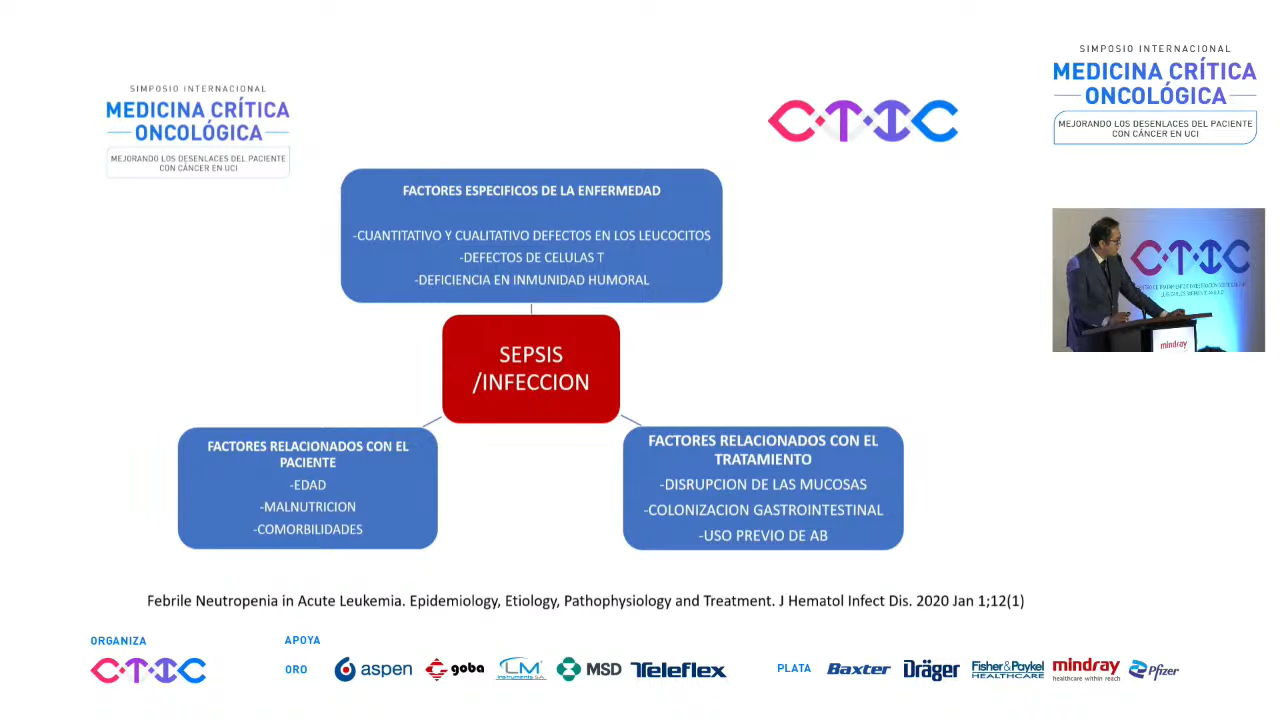 SIMPOSIO INTERNACIONAL
MEDICINA CRÍTICA
ONCOLÓGICA
MEJORANDO LOS DESENLACES DEL PACIENTE
CON CÁNCER EN UCI
CTIC
SIMPOSIO INTERNACIONAL
MEDICINA CRÍTICA
ONCOLÓGICA
MEJORANDO LOS DESENLACES DEL PACIENTE
CON CÁNCER EN UCI
FACTORES ESPECIFICOS DE LA ENFERMEDAD
-CUANTITATIVO Y CUALITATIVO DEFECTOS EN LOS LEUCOCITOS
-DEFECTOS DE CELULAS T
-DEFICIENCIA EN INMUNIDAD HUMORAL
SEPSIS
/INFECCION
FACTORES RELACIONADOS CON EL
PACIENTE
-EDAD
-MALNUTRICION
-COMORBILIDADES
FACTORES RELACIONADOS CON EL
TRATAMIENTO
-DISRUPCION DE LAS MUCOSAS
-COLONIZACION GASTROINTESTINAL
-USO PREVIO DE AB
CTIC
mindray
Febrile Neutropenia in Acute Leukemia. Epidemiology, Etiology, Pathophysiology and Treatment. J Hematol Infect Dis. 2020 Jan 1;12(1)
ORGANIZA
CTIC
APOYA
ORO
aspen
goba
LM
Instruments S.A.
MSD
Teleflex
PLATA
Baxter
Dräger
Fisher&Paykel
HEALTHCARE
mindray
healthcare within reach
Pfizer